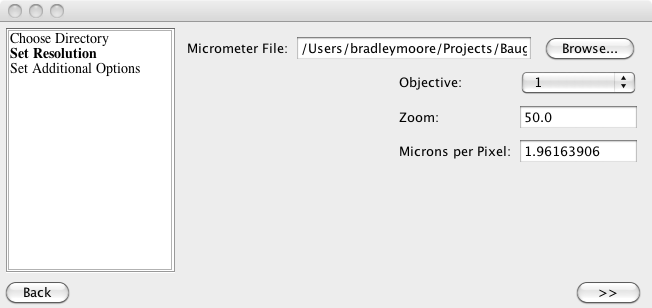 Choose Directory
Set Resolution
Set Additional Options
Micrometer File: /Users/bradleymoore/Projects/Baug Browse...
Objective: 1
Zoom: 50.0
Microns per Pixel: 1.96163906
Back >>